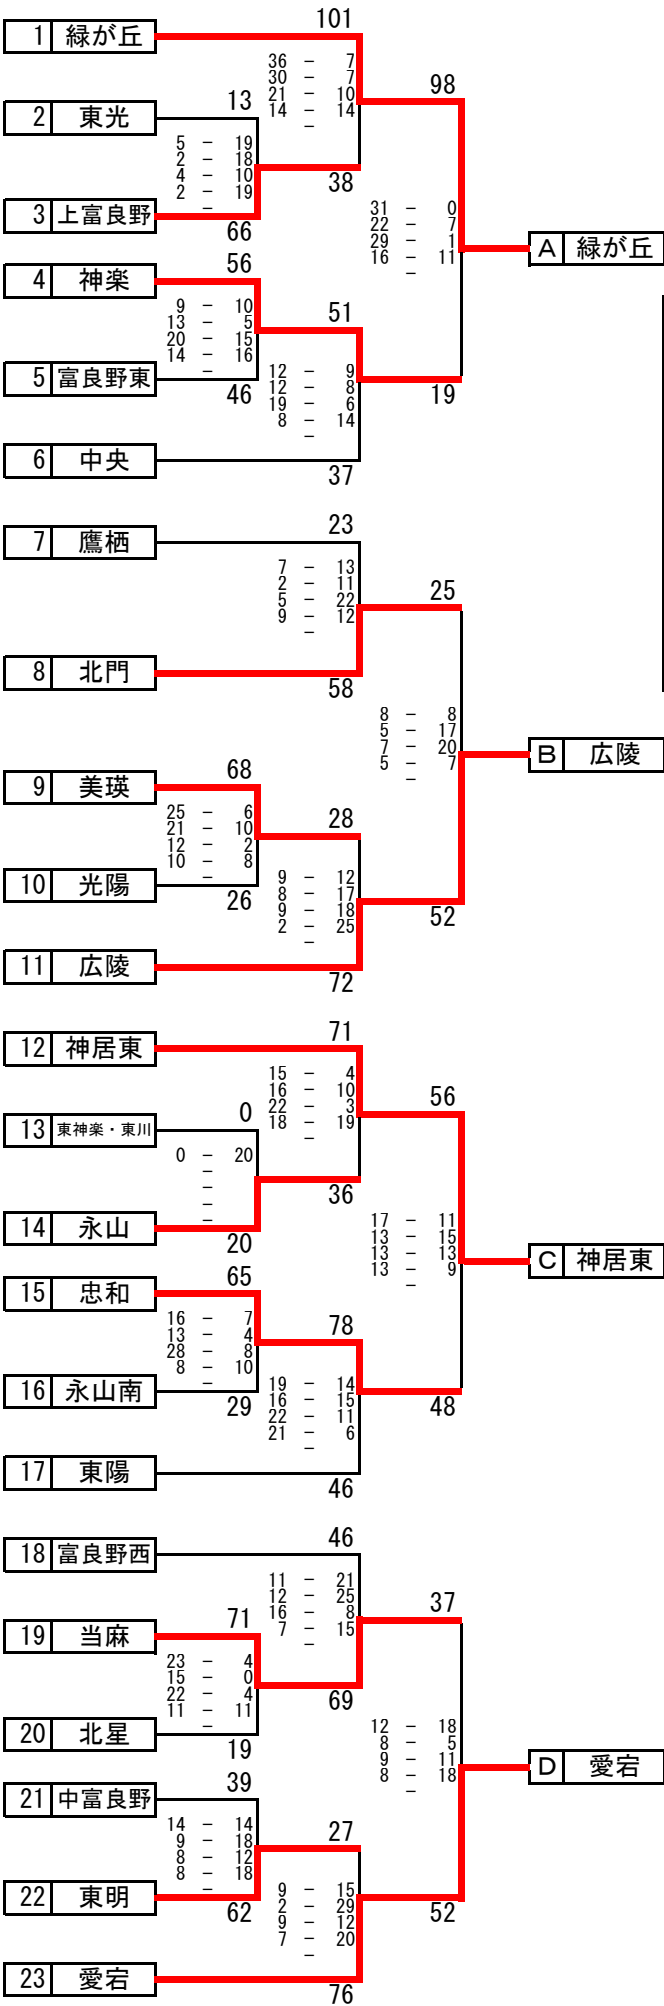 101
1 緑が丘
36 － 7
30 － 7
21 － 10
14 － 14
－
98
13
2 東光
5 － 19
2 － 18
4 － 10
2 － 19
－
38
3 上富良野
66
31 － 0
22 － 7
29 － 1
16 － 11
－
A 緑が丘
56
4 神楽
9 － 10
13 － 5
20 － 15
14 － 16
－
51
5 富良野東
46
12 － 9
12 － 8
19 － 6
8 － 14
－
19
6 中央
37
23
7 鷹栖
7 － 13
2 － 11
5 － 22
9 － 12
－
25
8 北門
58
8 － 8
5 － 17
7 － 20
5 － 7
－
B 広陵
68
9 美瑛
25 － 6
21 － 10
12 － 2
10 － 8
－
28
10 光陽
26
9 － 12
8 － 17
9 － 18
2 － 25
－
52
11 広陵
72
71
12 神居東
15 － 4
16 － 10
22 － 3
18 － 19
－
56
0
13 東神楽・東川
0 － 20
－
－
－
－
36
14 永山
20
17 － 11
13 － 15
13 － 13
13 － 9
－
C 神居東
65
15 忠和
16 － 7
13 － 4
28 － 8
8 － 10
－
78
16 永山南
29
19 － 14
16 － 15
22 － 11
21 － 6
－
48
17 東陽
46
46
18 富良野西
11 － 21
12 － 25
16 － 8
7 － 15
－
37
71
19 当麻
23 － 4
15 － 0
22 － 4
11 － 11
－
69
20 北星
19
12 － 18
8 － 5
9 － 11
8 － 18
－
D 愛宕
39
21 中富良野
14 － 14
9 － 18
8 － 12
8 － 18
－
27
22 東明
62
9 － 15
2 － 29
9 － 12
7 － 20
－
52
23 愛宕
76